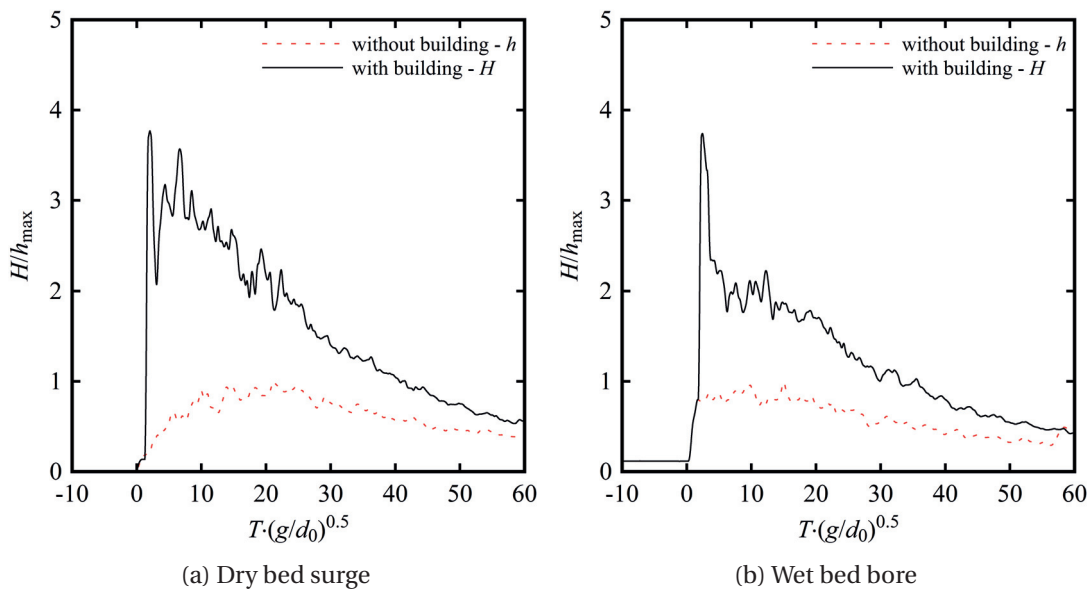 5
4
3
2
1
0
H/hmax
without building - h
with building - H
-10 0 10 20 30 40 50 60
T·(g/d0)^0.5
(a) Dry bed surge
5
4
3
2
1
0
H/hmax
without building - h
with building - H
-10 0 10 20 30 40 50 60
T·(g/d0)^0.5
(b) Wet bed bore